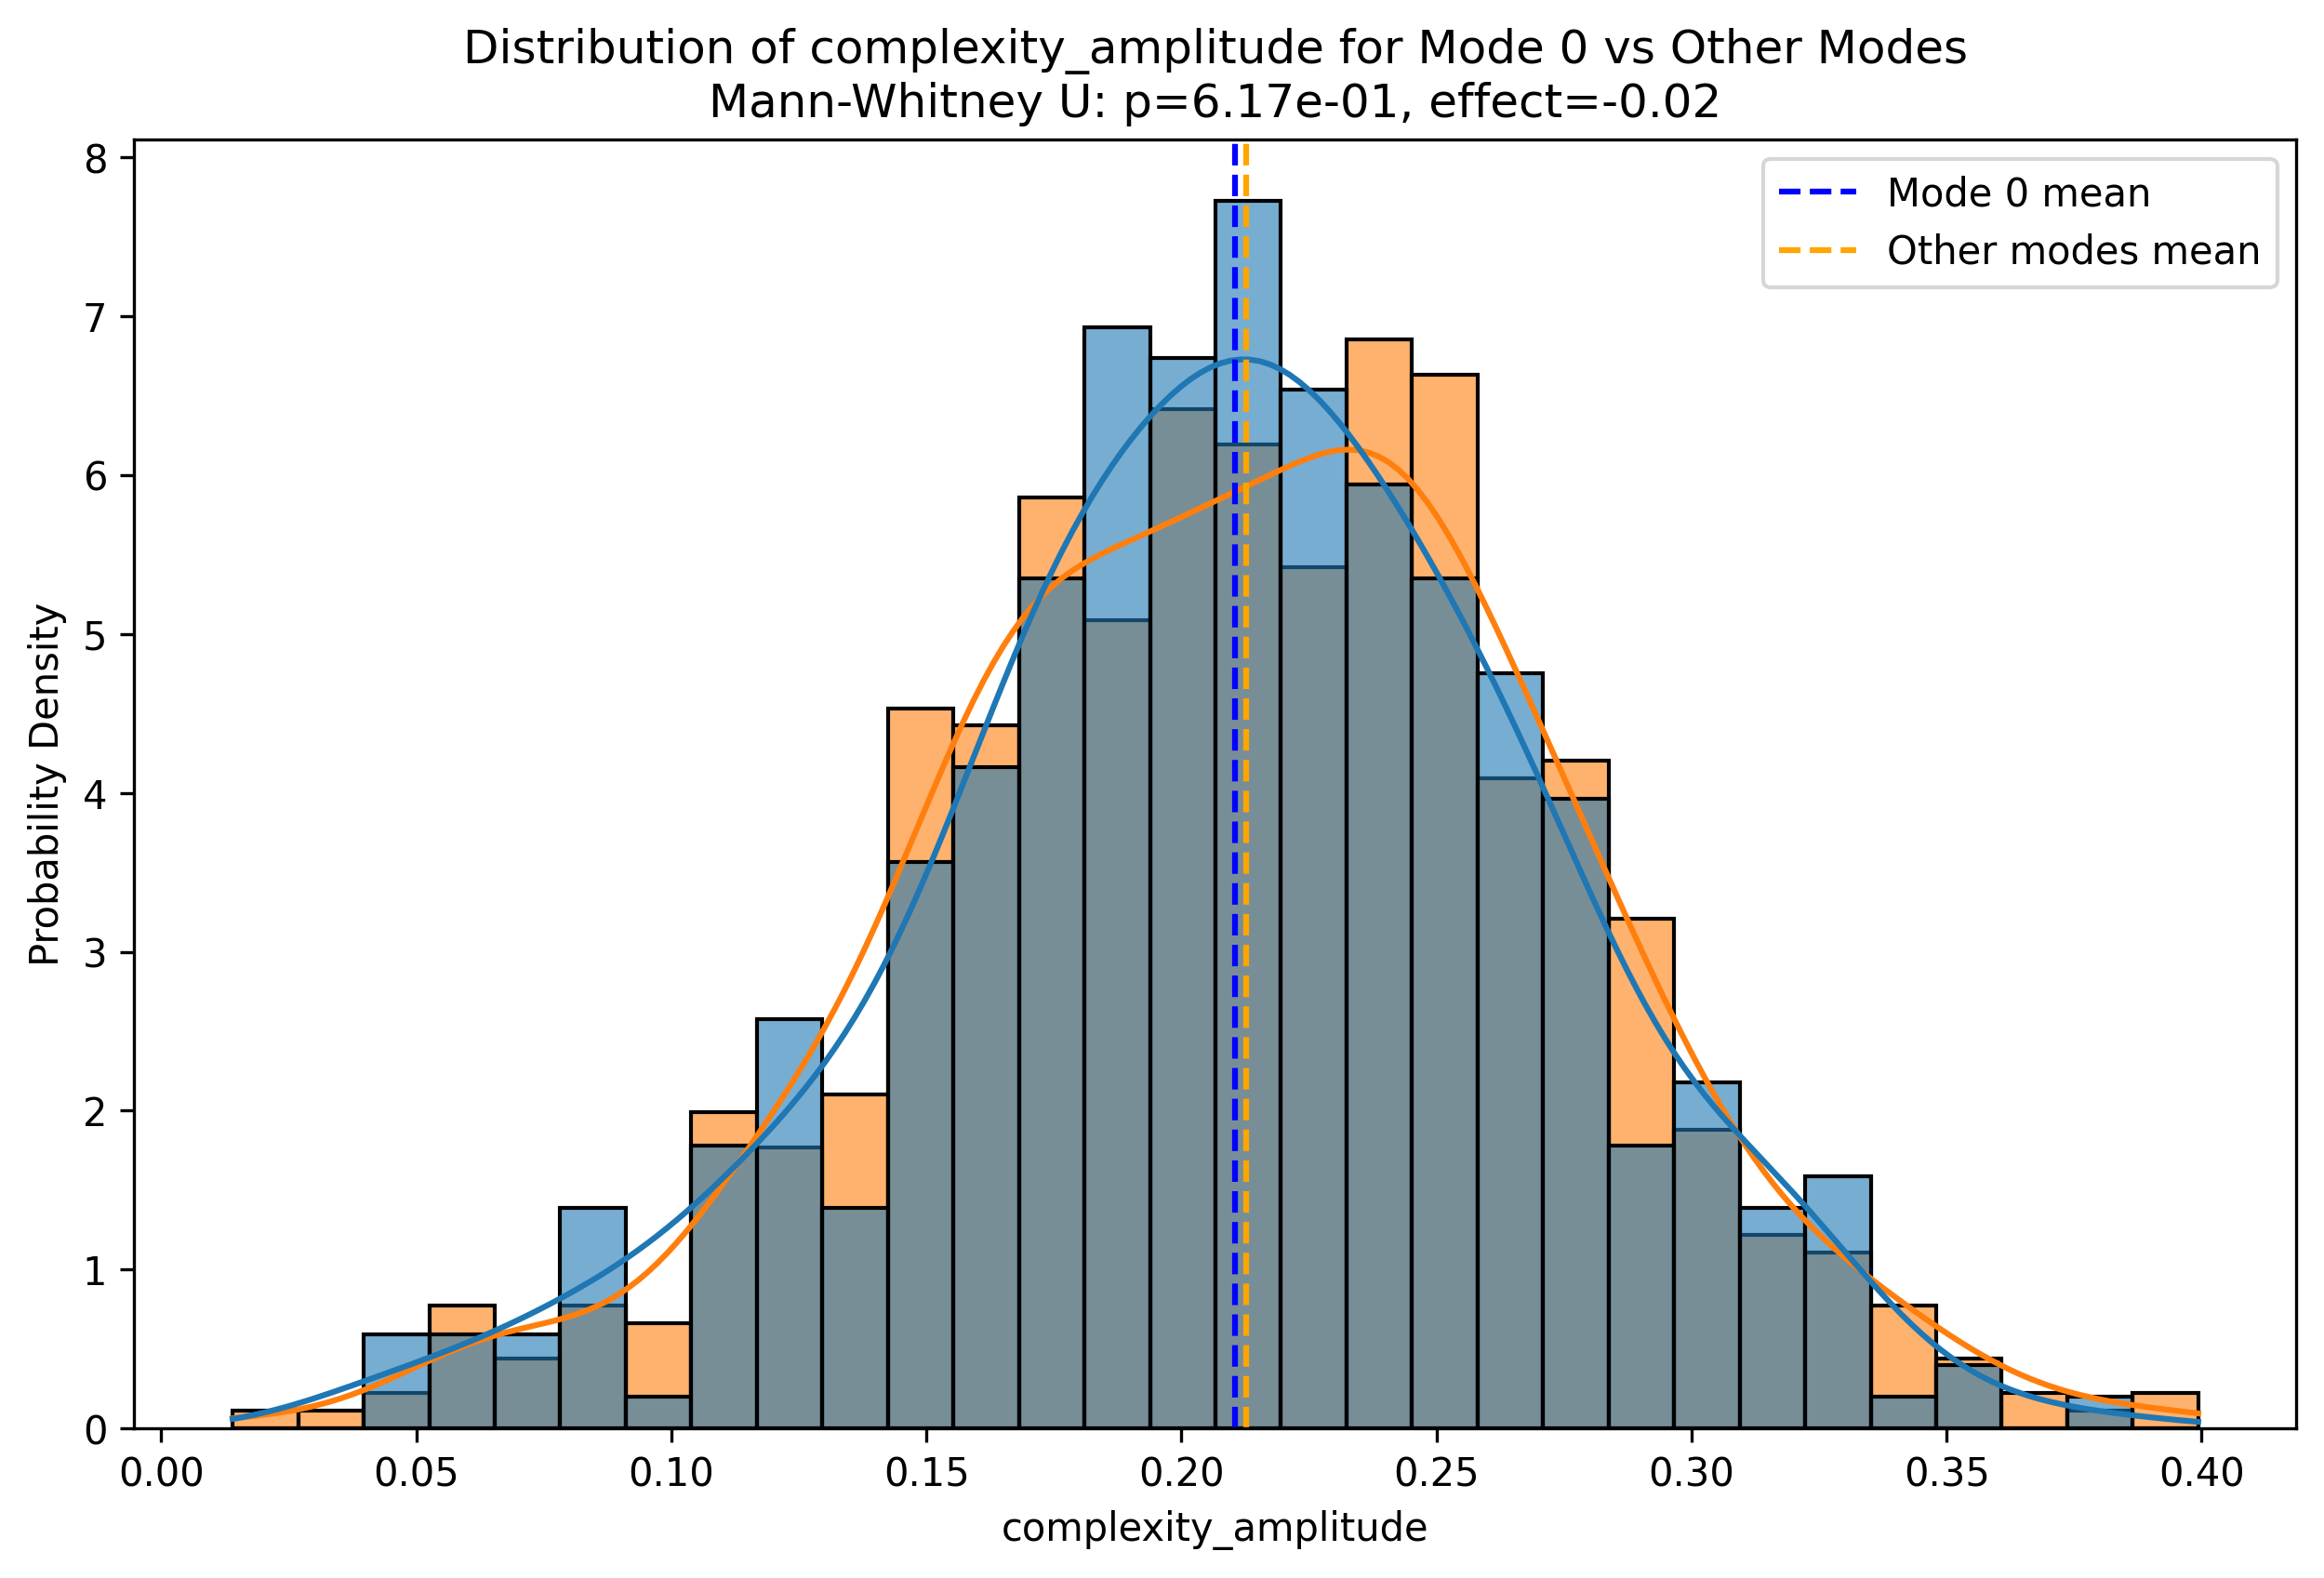 Distribution of complexity_amplitude for Mode 0 vs Other Modes
Mann-Whitney U: p=6.17e-01, effect=-0.02
Mode 0 mean
Other modes mean
Probability Density
8
7
6
5
4
3
2
1
0
0.00 0.05 0.10 0.15 0.20 0.25 0.30 0.35 0.40
complexity_amplitude